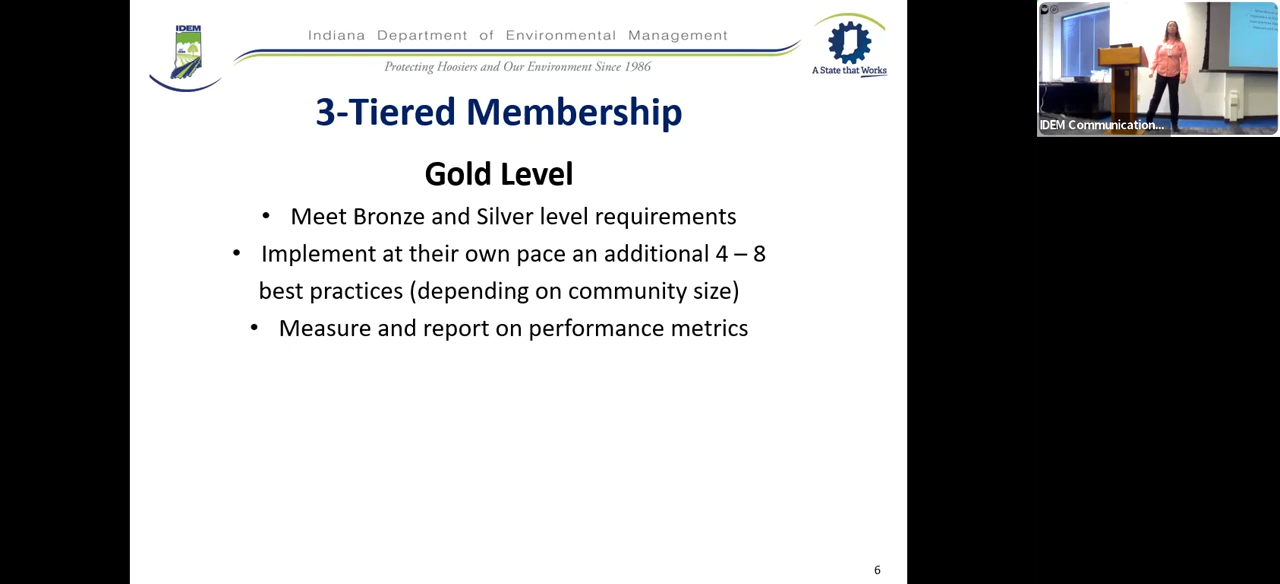 IDEM
Indiana Department of Environmental Management
Protecting Hoosiers and Our Environment Since 1986
A State that Works
3-Tiered Membership
Gold Level
• Meet Bronze and Silver level requirements
• Implement at their own pace an additional 4 – 8
best practices (depending on community size)
• Measure and report on performance metrics
6
IDEM Communication...